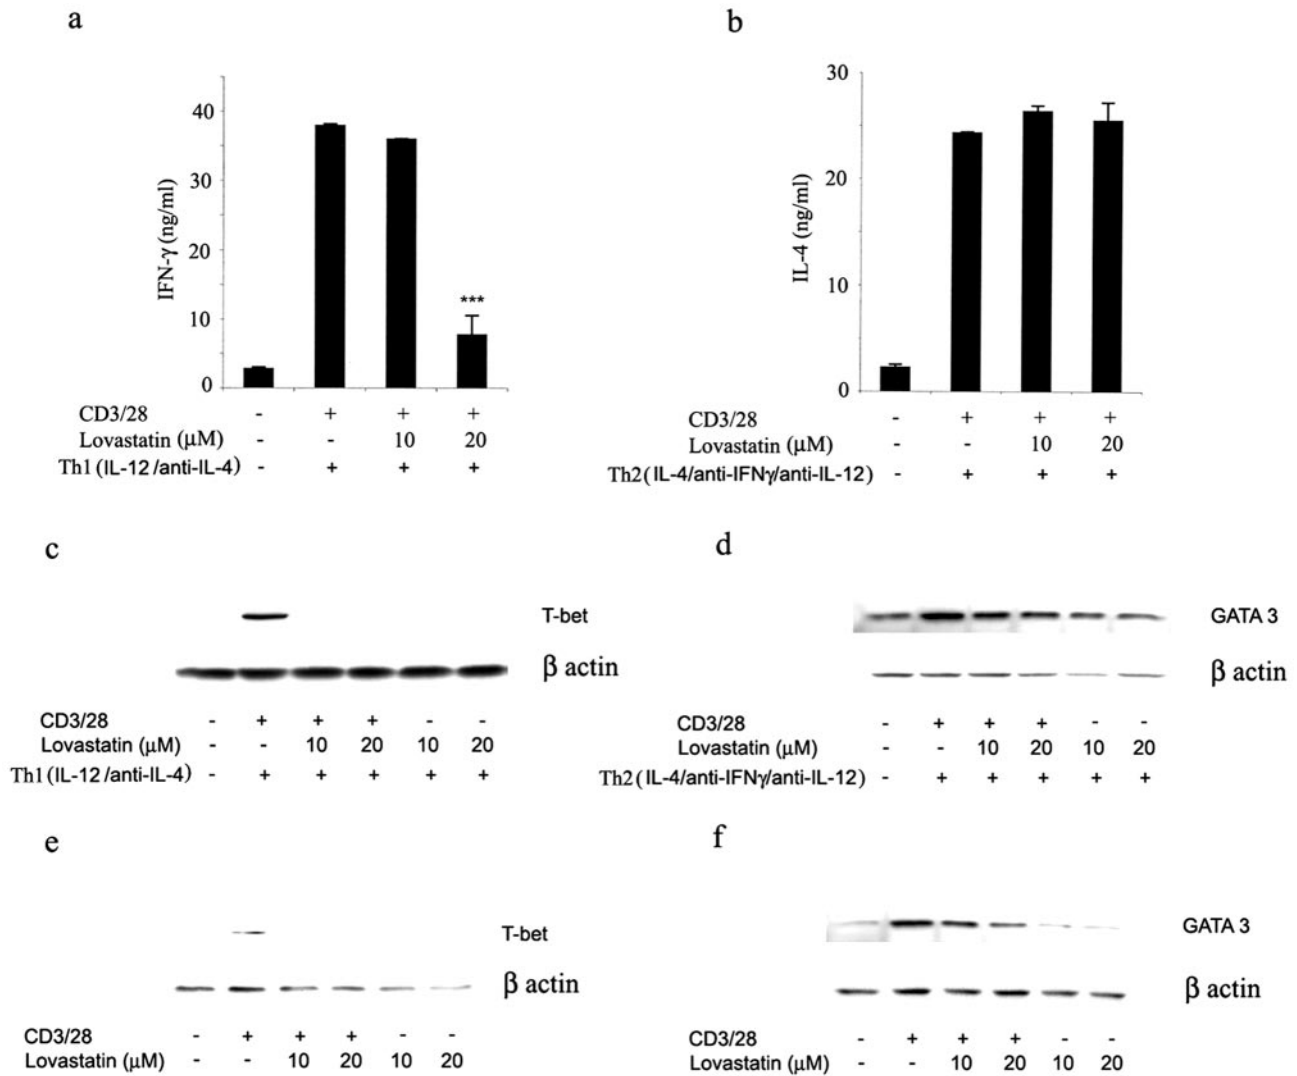 a
IFN-γ (ng/ml)
40
30
20
10
0
***
CD3/28 - + + +
Lovastatin (μM) - - 10 20
Th1 (IL-12 /anti-IL-4) - + + +
b
IL-4 (ng/ml)
30
20
10
0
CD3/28 - + + +
Lovastatin (μM) - - 10 20
Th2 ( IL-4/anti-IFNγ/anti-IL-12) - + + +
c
T-bet
β actin
CD3/28 - + + + - -
Lovastatin (μM) - - 10 20 10 20
Th1 (IL-12 /anti-IL-4) - + + + + +
d
GATA 3
β actin
CD3/28 - + + + - -
Lovastatin (μM) - - 10 20 10 20
Th2 ( IL-4/anti-IFNγ/anti-IL-12) - + + + + +
e
T-bet
β actin
CD3/28 - + + + - -
Lovastatin (μM) - - 10 20 10 20
f
GATA 3
β actin
CD3/28 - + + + - -
Lovastatin (μM) - - 10 20 10 20